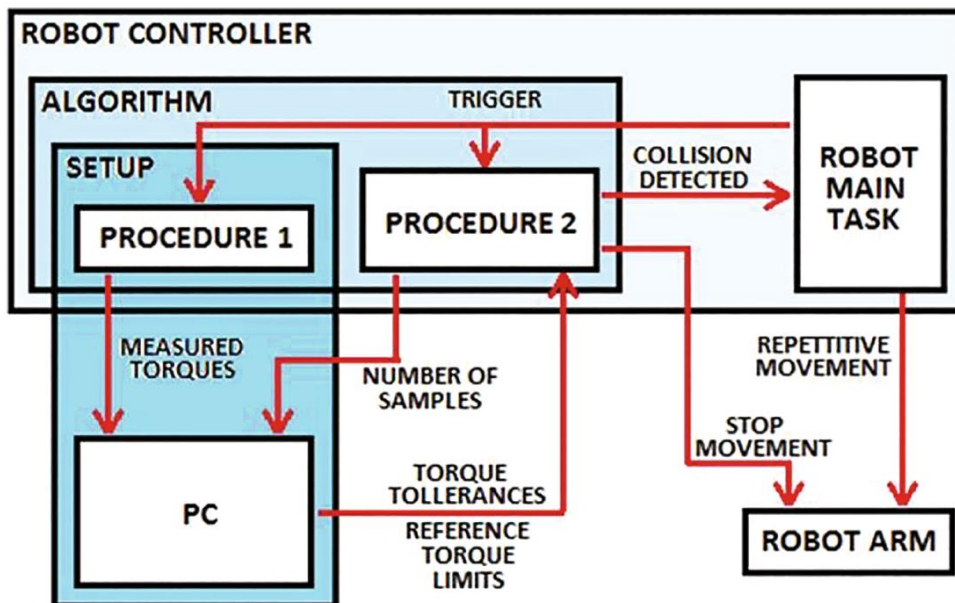 ROBOT CONTROLLER
ALGORITHM
TRIGGER
SETUP
COLLISION
DETECTED
ROBOT
MAIN
TASK
PROCEDURE 1
PROCEDURE 2
MEASURED
TORQUES
NUMBER OF
SAMPLES
REPETTITIVE
MOVEMENT
STOP
MOVEMENT
PC
TORQUE
TOLLERANCES
REFERENCE
TORQUE
LIMITS
ROBOT ARM